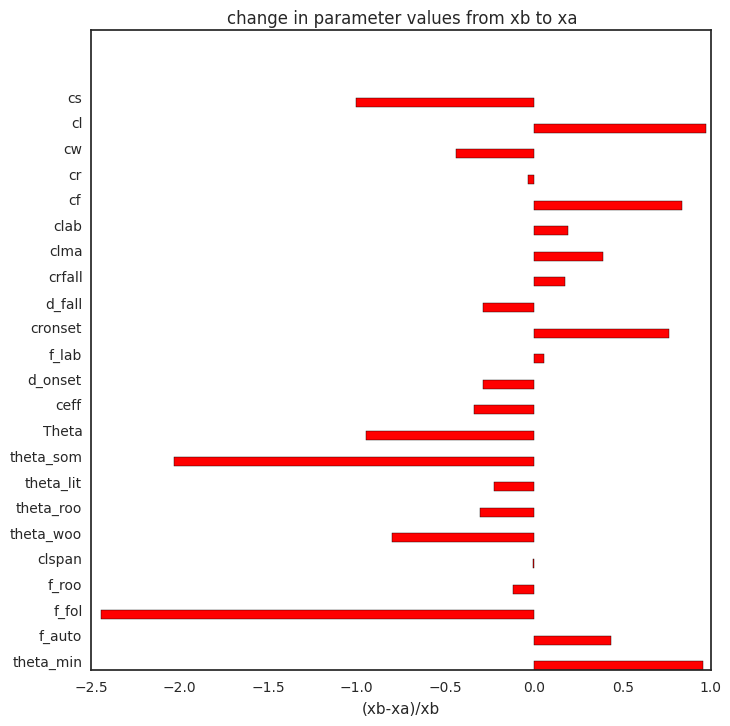 change in parameter values from xb to xa
cs
cl
cw
cr
cf
clab
clma
crfall
d_fall
cronset
f_lab
d_onset
ceff
Theta
theta_som
theta_lit
theta_roo
theta_woo
clspan
f_roo
f_fol
f_auto
theta_min
−2.5 −2.0 −1.5 −1.0 −0.5 0.0 0.5 1.0
(xb-xa)/xb